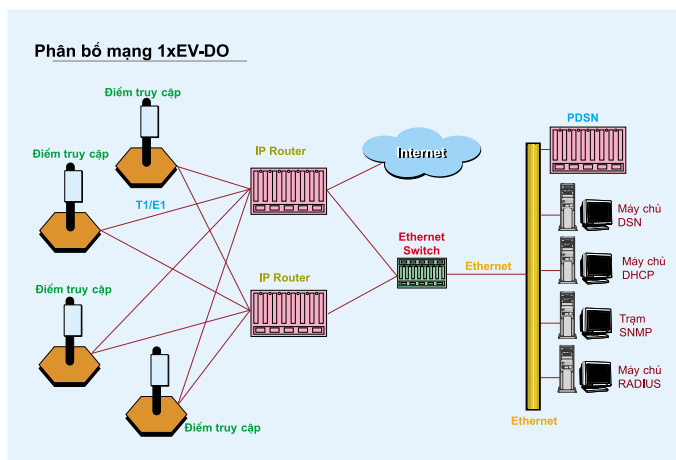 Phân bố mạng 1xEV-DO
Điểm truy cập
Điểm truy cập
T1/E1
Điểm truy cập
Điểm truy cập
IP Router
IP Router
Internet
Ethernet
Switch
Ethernet
PDSN
Máy chủ
DSN
Máy chủ
DHCP
Trạm
SNMP
Máy chủ
RADIUS
Ethernet